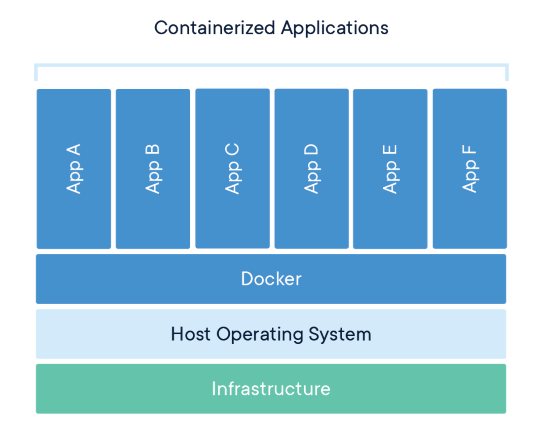 Containerized Applications
App A
App B
App C
App D
App E
App F
Docker
Host Operating System
Infrastructure